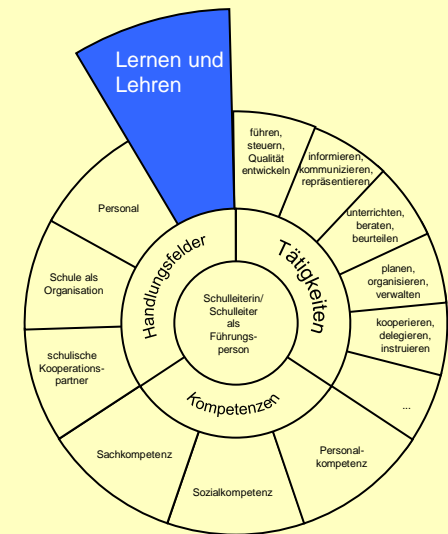 Lernen und
Lehren
führen,
steuern,
Qualität
entwickeln
informieren,
kommunizieren,
repräsentieren
unterrichten,
beraten,
beurteilen
planen,
organisieren,
verwalten
kooperieren,
delegieren,
instruieren
...
Personal-
kompetenz
Sozialkompetenz
Sachkompetenz
schulische
Kooperations-
partner
Schule als
Organisation
Personal
Handlungsfelder
Tätigkeiten
Kompetenzen
Schulleiterin/
Schulleiter
als
Führungs-
person